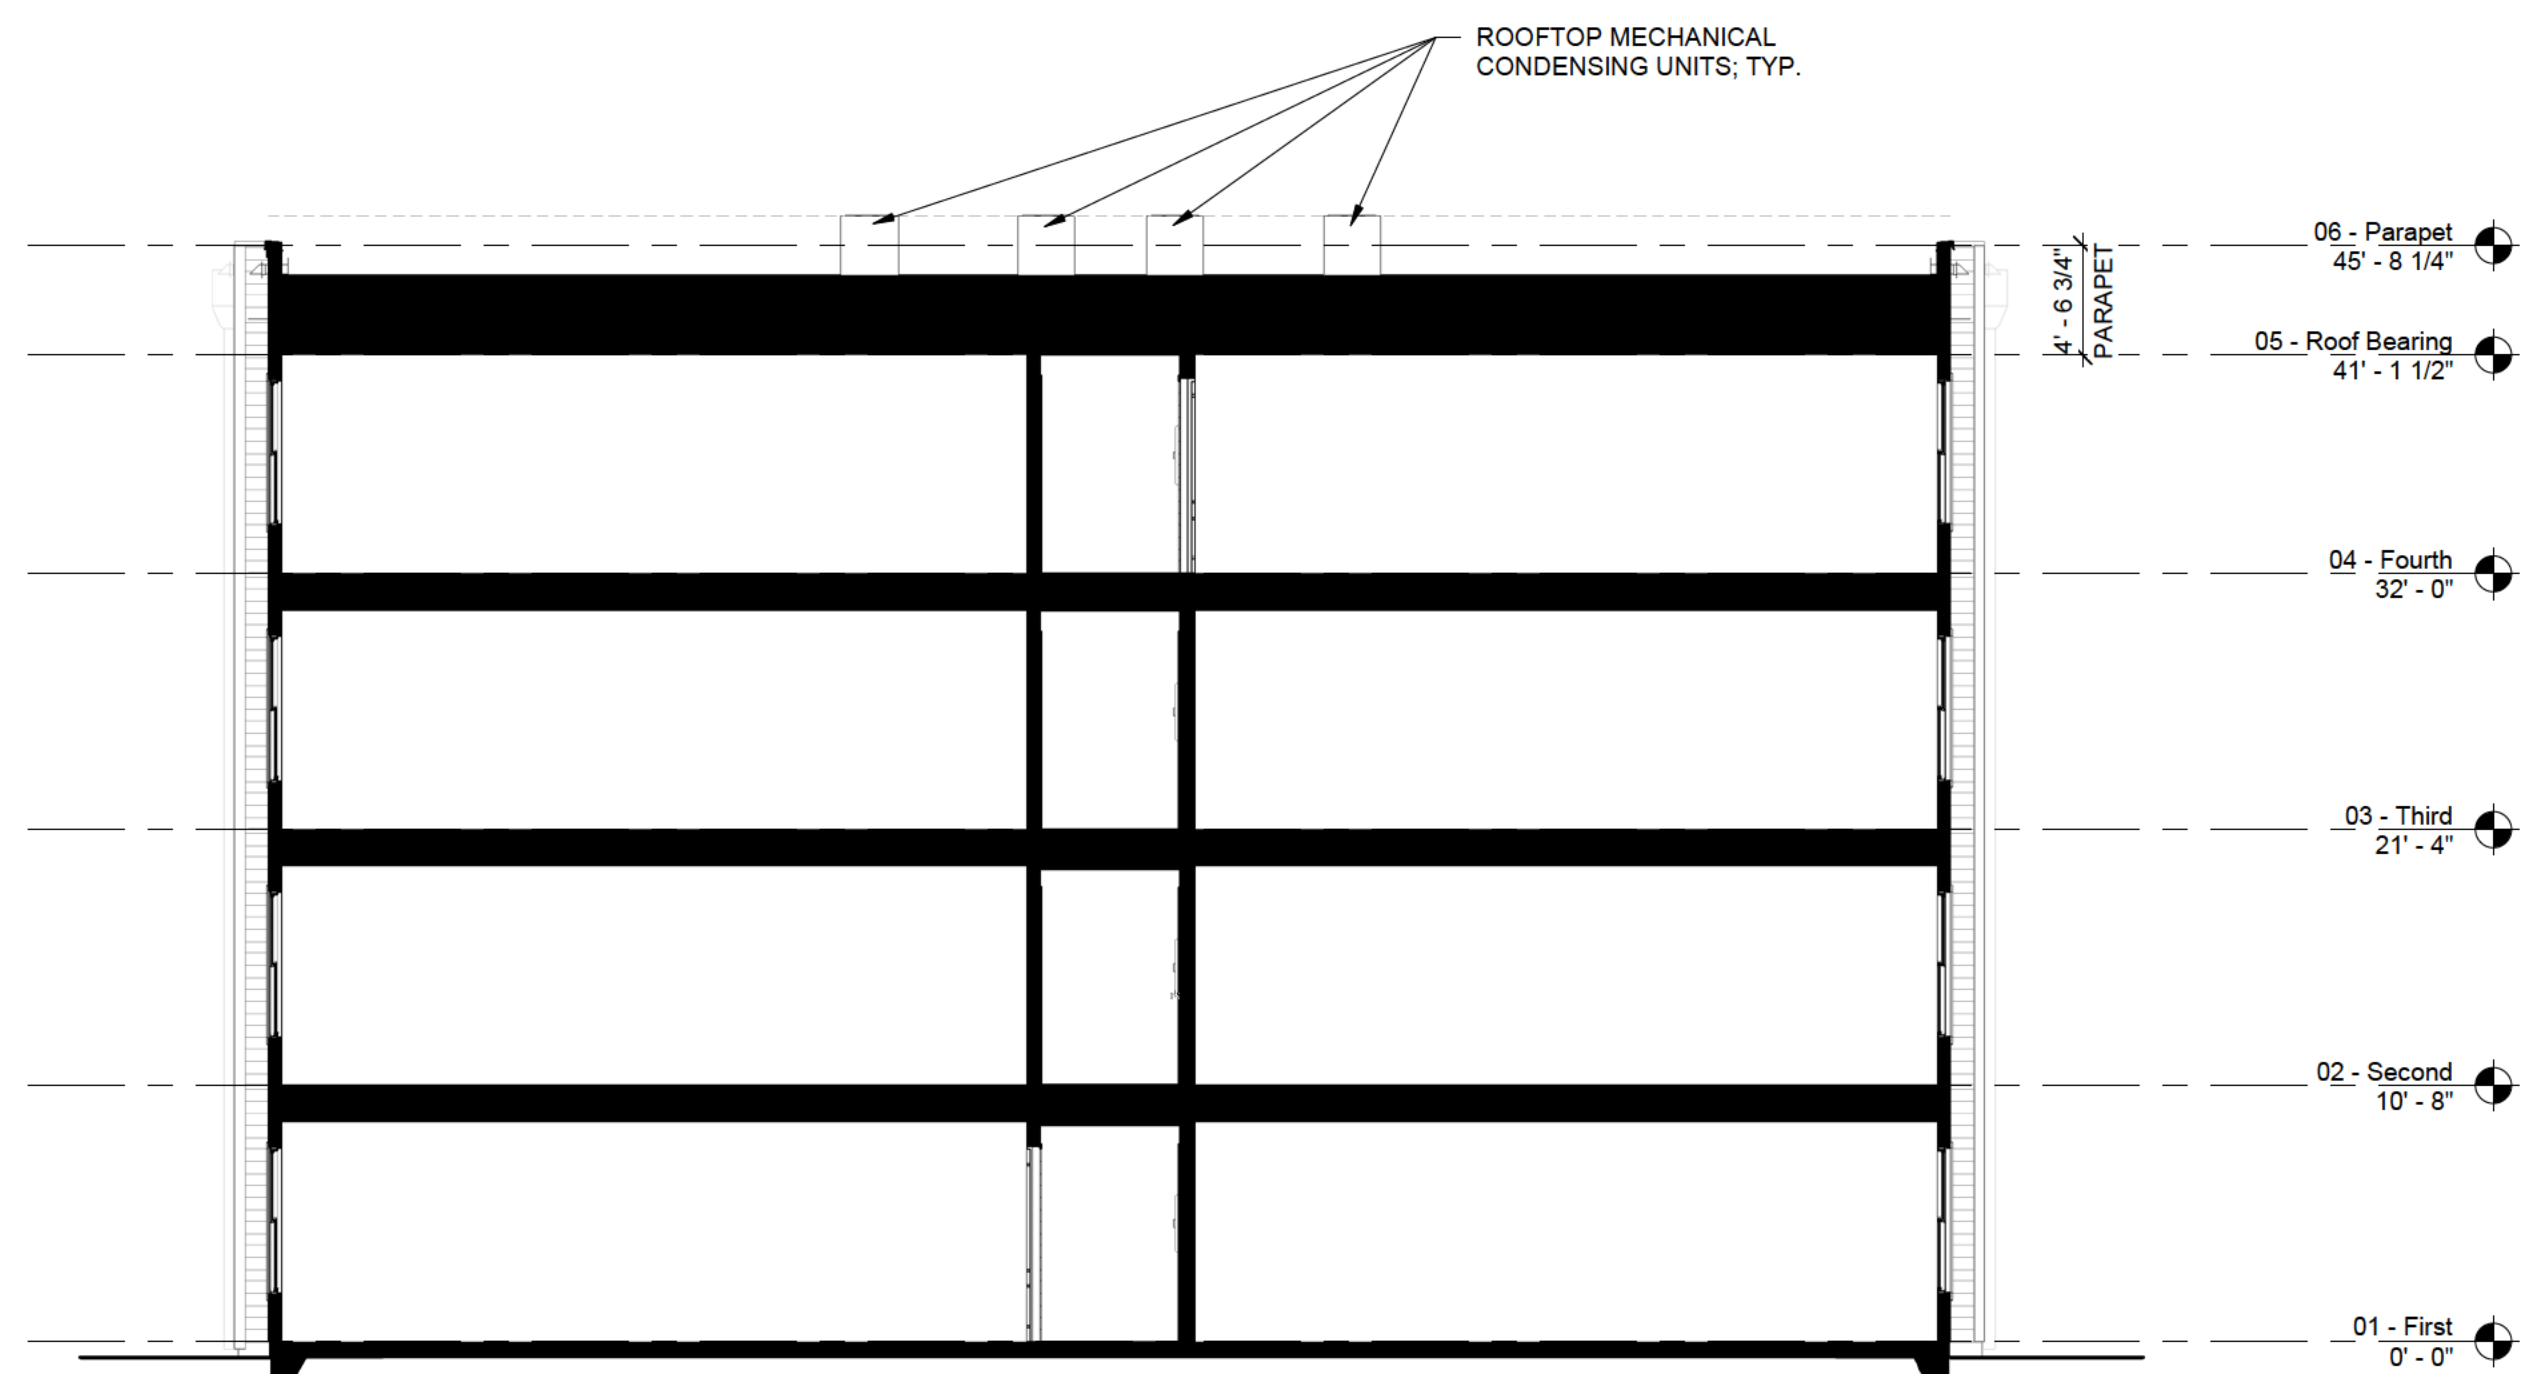 ROOFTOP MECHANICAL
CONDENSING UNITS; TYP.
06 - Parapet
45' - 8 1/4"
4' - 6 3/4"
PARAPET
05 - Roof Bearing
41' - 1 1/2"
04 - Fourth
32' - 0"
03 - Third
21' - 4"
02 - Second
10' - 8"
01 - First
0' - 0"